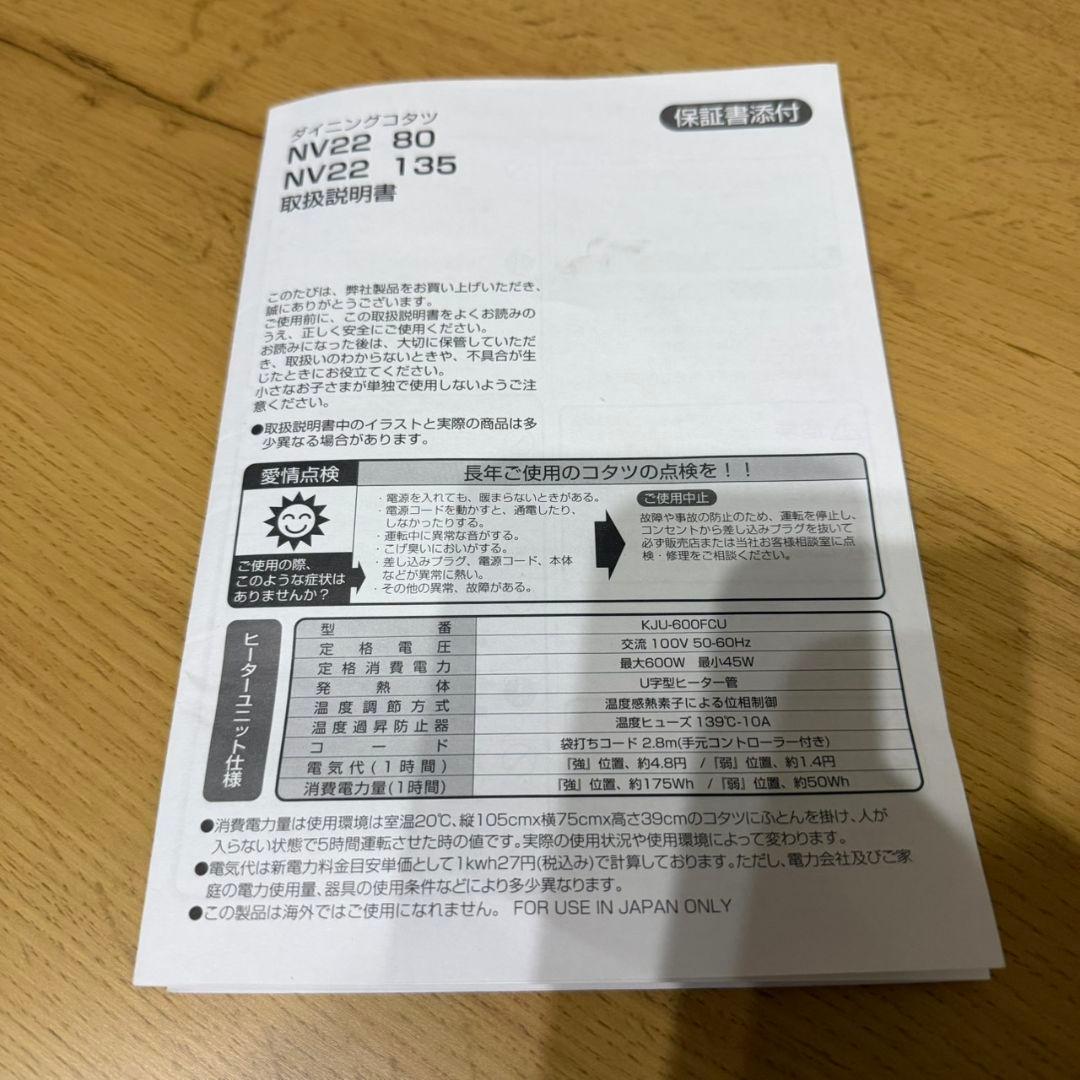 ダイニングコタツ
NV22 80
NV22 135
取扱説明書
保証書添付
このたびは、弊社製品をお買い上げいただき、
誠にありがとうございます。
ご使用前に、この取扱説明書をよくお読みの
うえ、正しく安全にご使用ください。
お読みになった後は、大切に保管していただ
き、取扱いのわからないときや、不具合が生
じたときにお役立てください。
小さなお子さまが単独で使用しないようご注
意ください。
●取扱説明書中のイラストと実際の商品は多
少異なる場合があります。
愛情点検
長年ご使用のコタツの点検を！！
ご使用の際、
このような症状は
ありませんか？
・電源を入れても、暖まらないときがある。
・電源コードを動かすと、通電したり、
しなかったりする。
・運転中に異常な音がする。
・こげ臭いにおいがする。
・差し込みプラグ、電源コード、本体
などが異常に熱い。
・その他の異常、故障がある。
ご使用中止
故障や事故の防止のため、運転を停止し、
コンセントから差し込みプラグを抜いて
必ず販売店または当社お客様相談室に点
検・修理をご相談ください。
ヒーターユニット仕様
型番 KJU-600FCU
定格電圧 交流 100V 50-60Hz
定格消費電力 最大600W 最小45W
発熱体 U字型ヒーター管
温度調節方式 温度感熱素子による位相制御
温度過昇防止器 温度ヒューズ 139℃-10A
コード 袋打ちコード 2.8m(手元コントローラー付き)
電気代(1時間) 『強』位置、約4.8円 /『弱』位置、約1.4円
消費電力量(1時間) 『強』位置、約175Wh /『弱』位置、約50Wh
●消費電力量は使用環境は室温20℃、縦105cmx横75cmx高さ39cmのコタツにふとんを掛け、人が
入らない状態で5時間運転させた時の値です。実際の使用状況や使用環境によって変わります。
●電気代は新電力料金目安単価として1kwh27円(税込み)で計算しております。ただし、電力会社及びご家
庭の電力使用量、器具の使用条件などにより多少異なります。
●この製品は海外ではご使用になれません。 FOR USE IN JAPAN ONLY